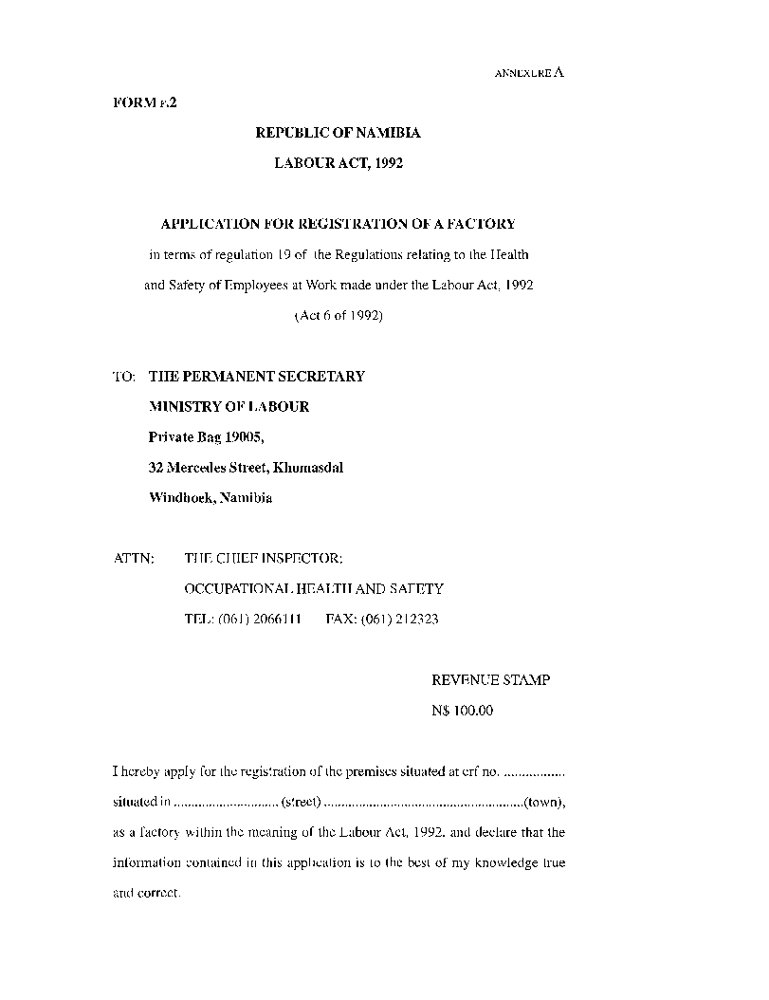 ANNEXURE A
FORM F.2
REPUBLIC OF NAMIBIA
LABOUR ACT, 1992
APPLICATION FOR REGISTRATION OF A FACTORY
in terms of regulation 19 of the Regulations relating to the Health
and Safety of Employees at Work made under the Labour Act, 1992
(Act 6 of 1992)
TO: THE PERMANENT SECRETARY
MINISTRY OF LABOUR
Private Bag 19005,
32 Mercedes Street, Khomasdal
Windhoek, Namibia
ATTN: THE CHIEF INSPECTOR:
OCCUPATIONAL HEALTH AND SAFETY
TEL: (061) 2066111 FAX: (061) 212323
REVENUE STAMP
N$ 100.00
I hereby apply for the registration of the premises situated at erf no. .................
situated in .............................. (street) .........................................................(town),
as a factory within the meaning of the Labour Act, 1992, and declare that the
information contained in this application is to the best of my knowledge true
and correct.